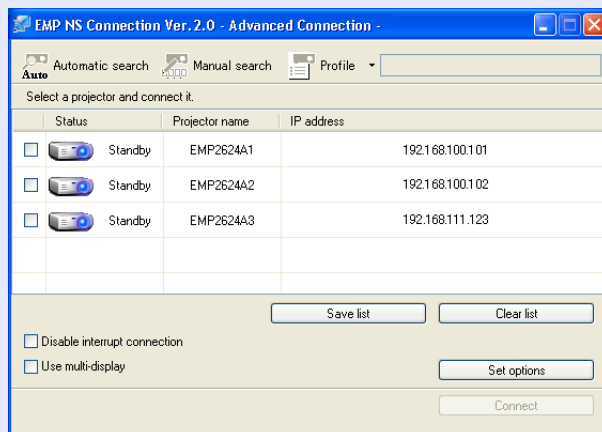 EMP NS Connection Ver. 2.0 - Advanced Connection -
Auto Automatic search Manual search Profile
Select a projector and connect it.
Status Projector name IP address
Standby EMP2624A1 192.168.100.101
Standby EMP2624A2 192.168.100.102
Standby EMP2624A3 192.168.111.123
Save list Clear list
Disable interrupt connection
Use multi-display
Set options
Connect